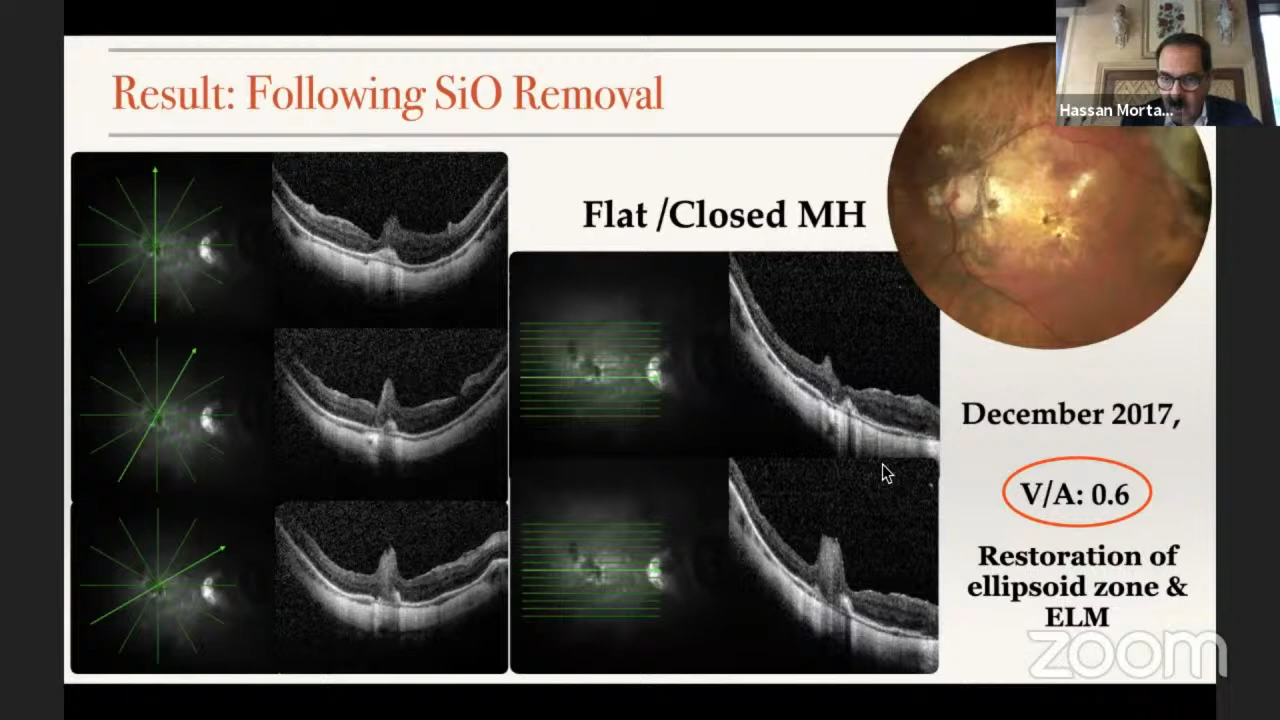 Result: Following SiO Removal
Hassan Morta...
Flat /Closed MH
December 2017,
V/A: 0.6
Restoration of
ellipsoid zone &
ELM
zoom